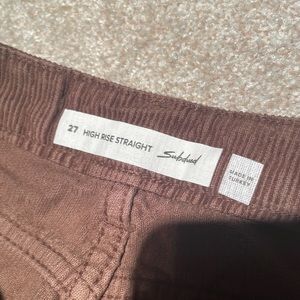 27 HIGH RISE STRAIGHT Subdued
MADE IN
TURKEY